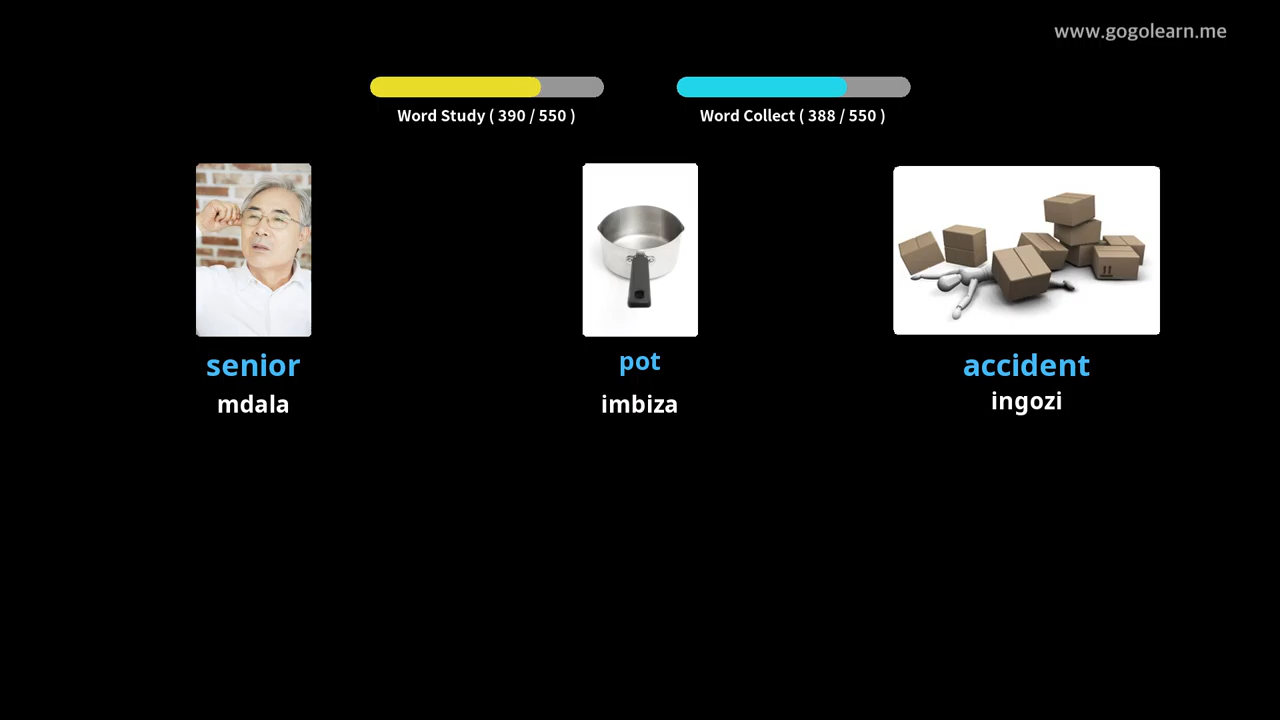 www.gogolearn.me
Word Study ( 390 / 550 )
Word Collect ( 388 / 550 )
senior
mdala
pot
imbiza
accident
ingozi